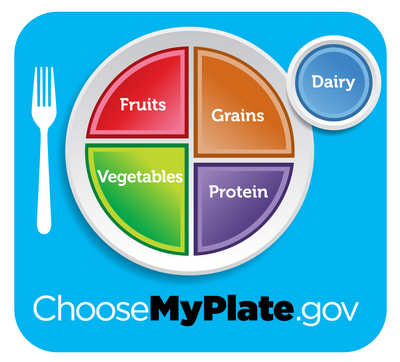 Fruits
Grains
Dairy
Vegetables
Protein
ChooseMyPlate.gov